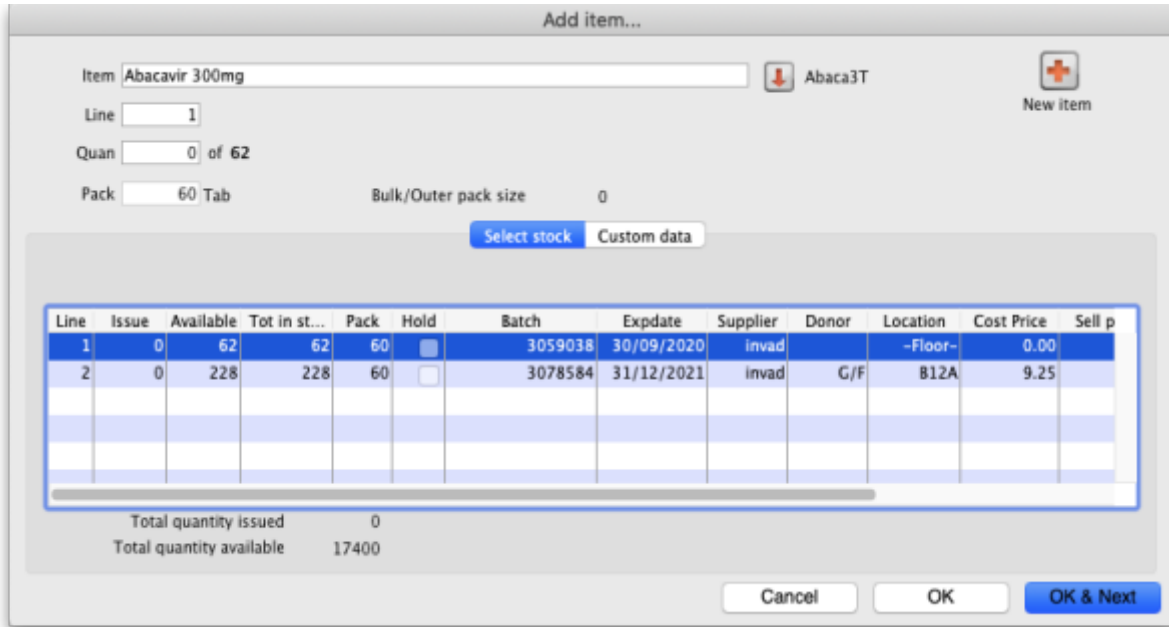 Add item...
Item Abacavir 300mg Abaca3T
New item
Line 1
Quan 0 of 62
Pack 60 Tab Bulk/Outer pack size 0
Select stock Custom data
Line Issue Available Tot in st... Pack Hold Batch Expdate Supplier Donor Location Cost Price Sell p
1 0 62 62 60 3059038 30/09/2020 invad -Floor- 0.00
2 0 228 228 60 3078584 31/12/2021 invad G/F B12A 9.25
Total quantity issued 0
Total quantity available 17400
Cancel OK OK & Next